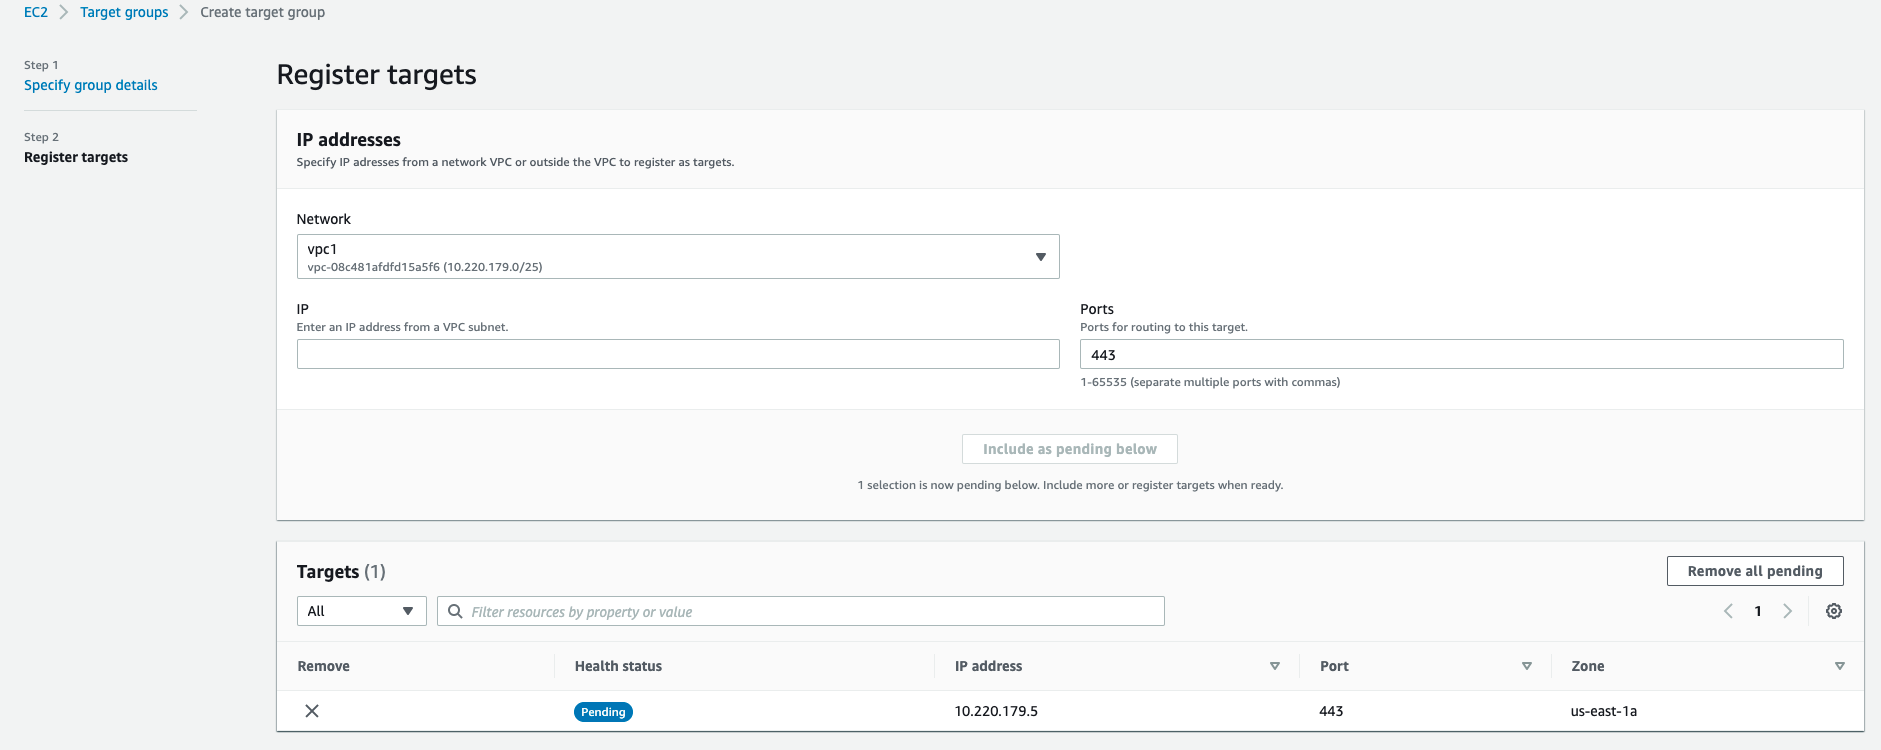 EC2 Target groups Create target group
Step 1
Specify group details
Step 2
Register targets
Register targets
IP addresses
Specify IP adresses from a network VPC or outside the VPC to register as targets.
Network
vpc1
vpc-08c481afdfd15a5f6 (10.220.179.0/25)
IP
Enter an IP address from a VPC subnet.
Ports
Ports for routing to this target.
443
1-65535 (separate multiple ports with commas)
Include as pending below
1 selection is now pending below. Include more or register targets when ready.
Targets (1)
Remove all pending
All
Filter resources by property or value
1
Remove Health status IP address Port Zone
Pending 10.220.179.5 443 us-east-1a